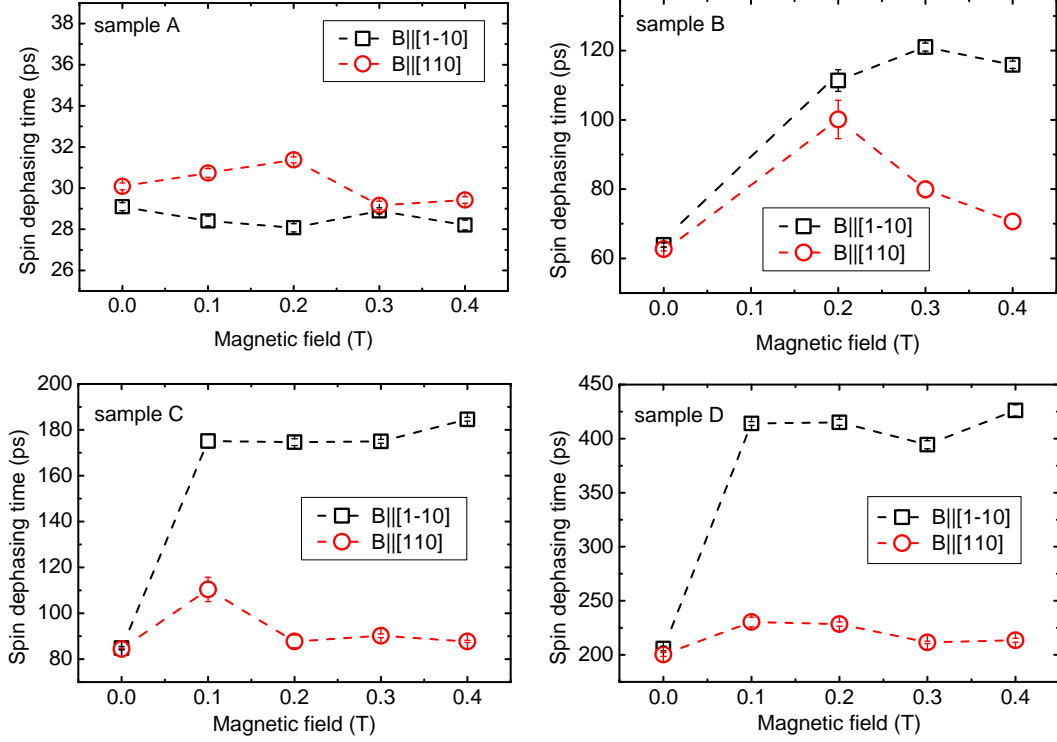 sample A
B||[1-10]
B||[110]
Spin dephasing time (ps)
38
36
34
32
30
28
26
0.0 0.1 0.2 0.3 0.4
Magnetic field (T)
sample B
B||[1-10]
B||[110]
Spin dephasing time (ps)
120
100
80
60
0.0 0.1 0.2 0.3 0.4
Magnetic field (T)
sample C
B||[1-10]
B||[110]
Spin dephasing time (ps)
200
180
160
140
120
100
80
0.0 0.1 0.2 0.3 0.4
Magnetic field (T)
sample D
B||[1-10]
B||[110]
Spin dephasing time (ps)
450
425
400
375
250
225
200
0.0 0.1 0.2 0.3 0.4
Magnetic field (T)